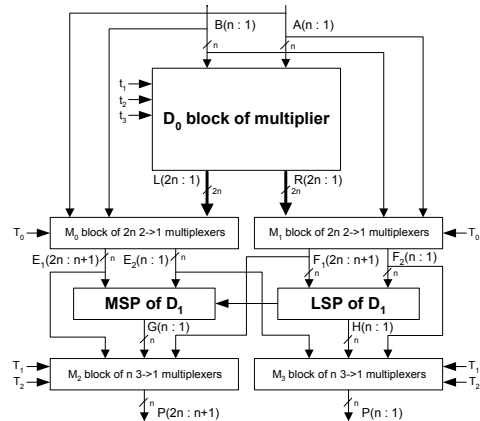 B(n : 1) A(n : 1)
n n
t1
t2
t3
D0 block of multiplier
L(2n : 1) R(2n : 1)
2n 2n
T0 M0 block of 2n 2->1 multiplexers M1 block of 2n 2->1 multiplexers T0
E1(2n : n+1) n E2(n : 1) n F1(2n : n+1) n F2(n : 1) n
MSP of D1 LSP of D1
G(n : 1) H(n : 1)
n n
T1 T1
M2 block of n 3->1 multiplexers M3 block of n 3->1 multiplexers
T2 T2
n n
P(2n : n+1) P(n : 1)